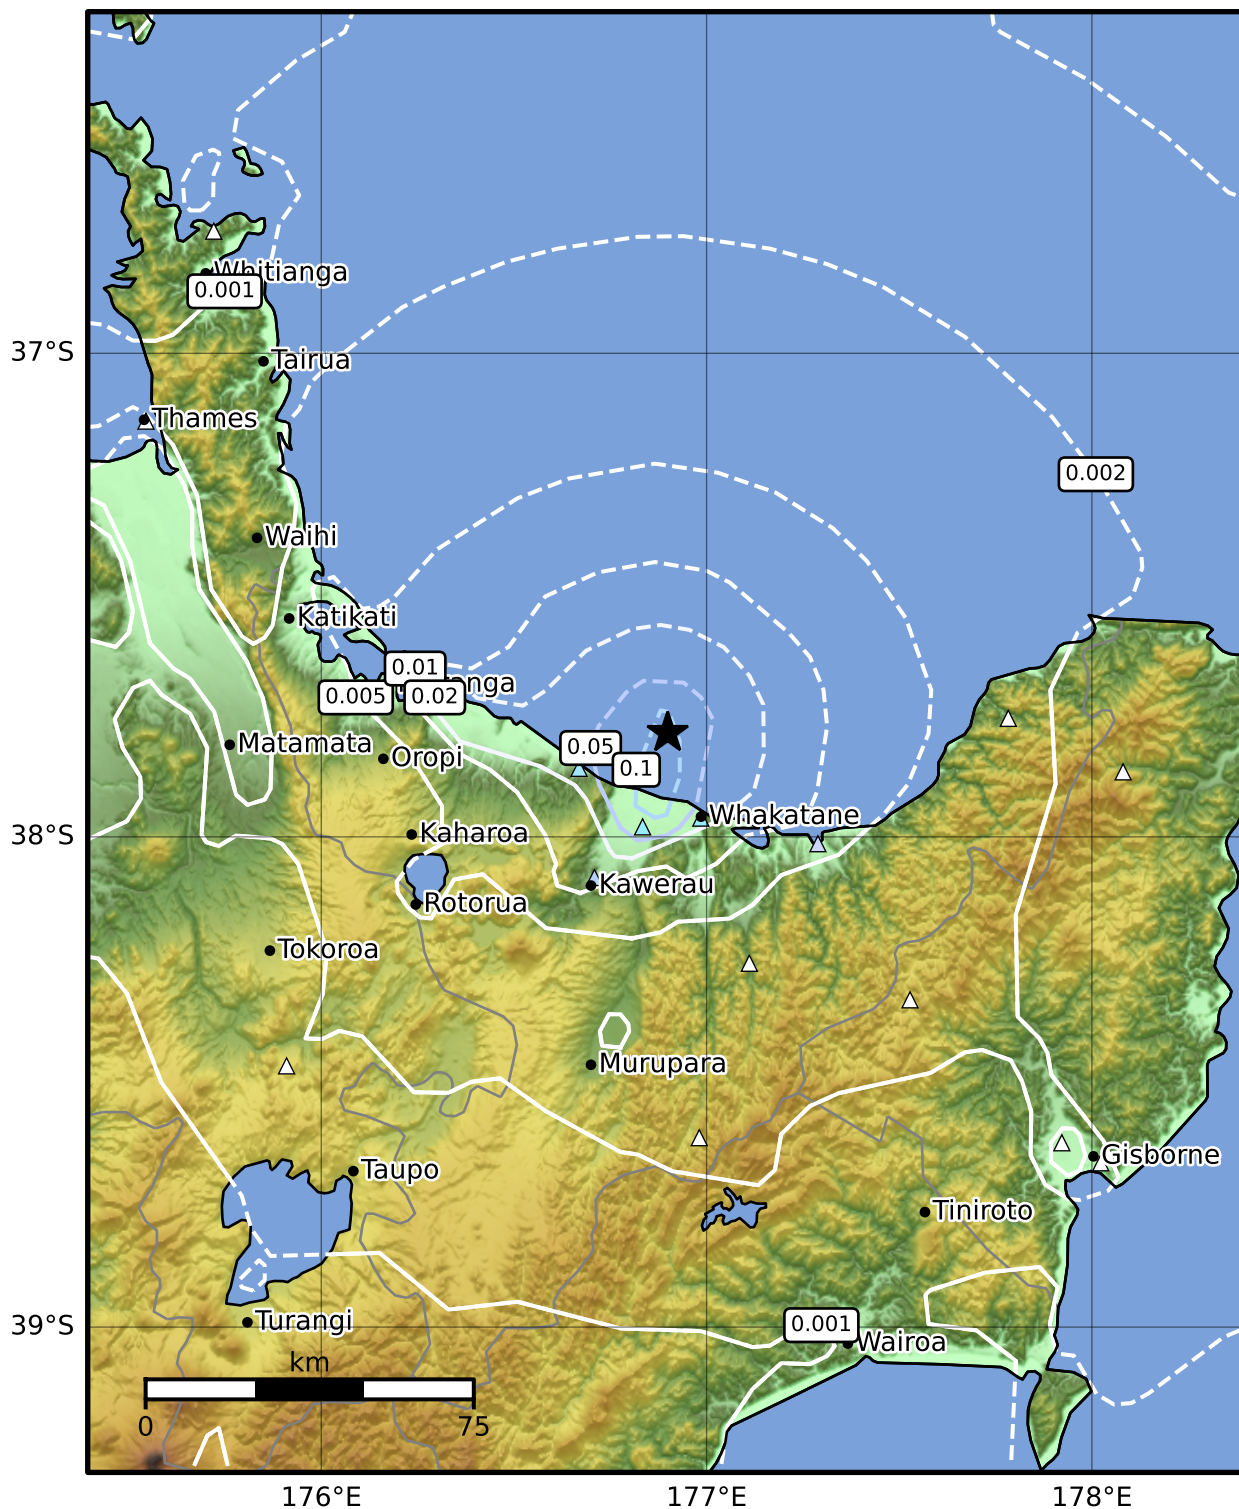 Whitianga
0.001
37°S
Tairua
Thames
0.002
Waihi
Katikati
0.01
0.005
0.02
Matamata
Oropi
0.05
0.1
Whakatane
38°S
Kaharoa
Kawerau
Rotorua
Tokoroa
Murupara
Gisborne
Taupo
Tiniroto
39°S
Turangi
0.001
Wairoa
km
0
75
176°E
177°E
178°E